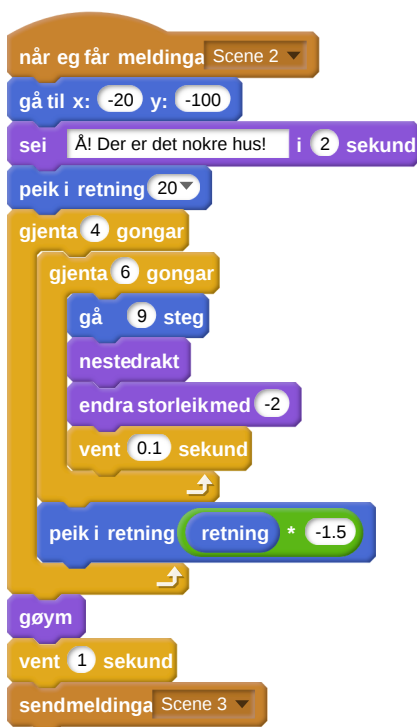 når eg får meldinga Scene 2
gå til x: -20 y: -100
sei Å! Der er det nokre hus! i 2 sekund
peik i retning 20
gjenta 4 gongar
gjenta 6 gongar
gå 9 steg
nestedrakt
endra storleikmed -2
vent 0.1 sekund
peik i retning retning * -1.5
gøym
vent 1 sekund
sendmeldinga Scene 3